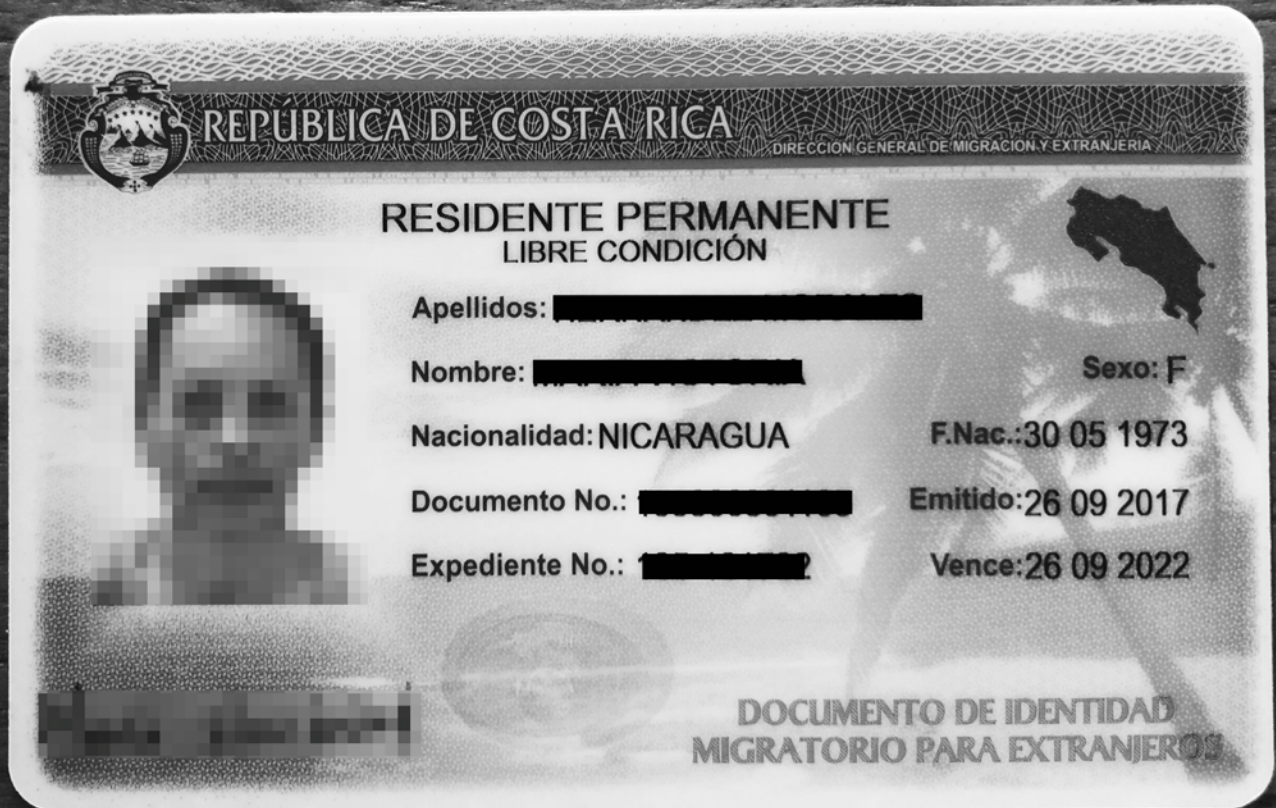 REPÚBLICA DE COSTA RICA
DIRECCION GENERAL DE MIGRACION Y EXTRANJERIA
RESIDENTE PERMANENTE
LIBRE CONDICIÓN
Apellidos:
Nombre:
Sexo: F
Nacionalidad: NICARAGUA
F.Nac.: 30 05 1973
Documento No.:
Emitido: 26 09 2017
Expediente No.:
Vence: 26 09 2022
DOCUMENTO DE IDENTIDAD
MIGRATORIO PARA EXTRANJEROS